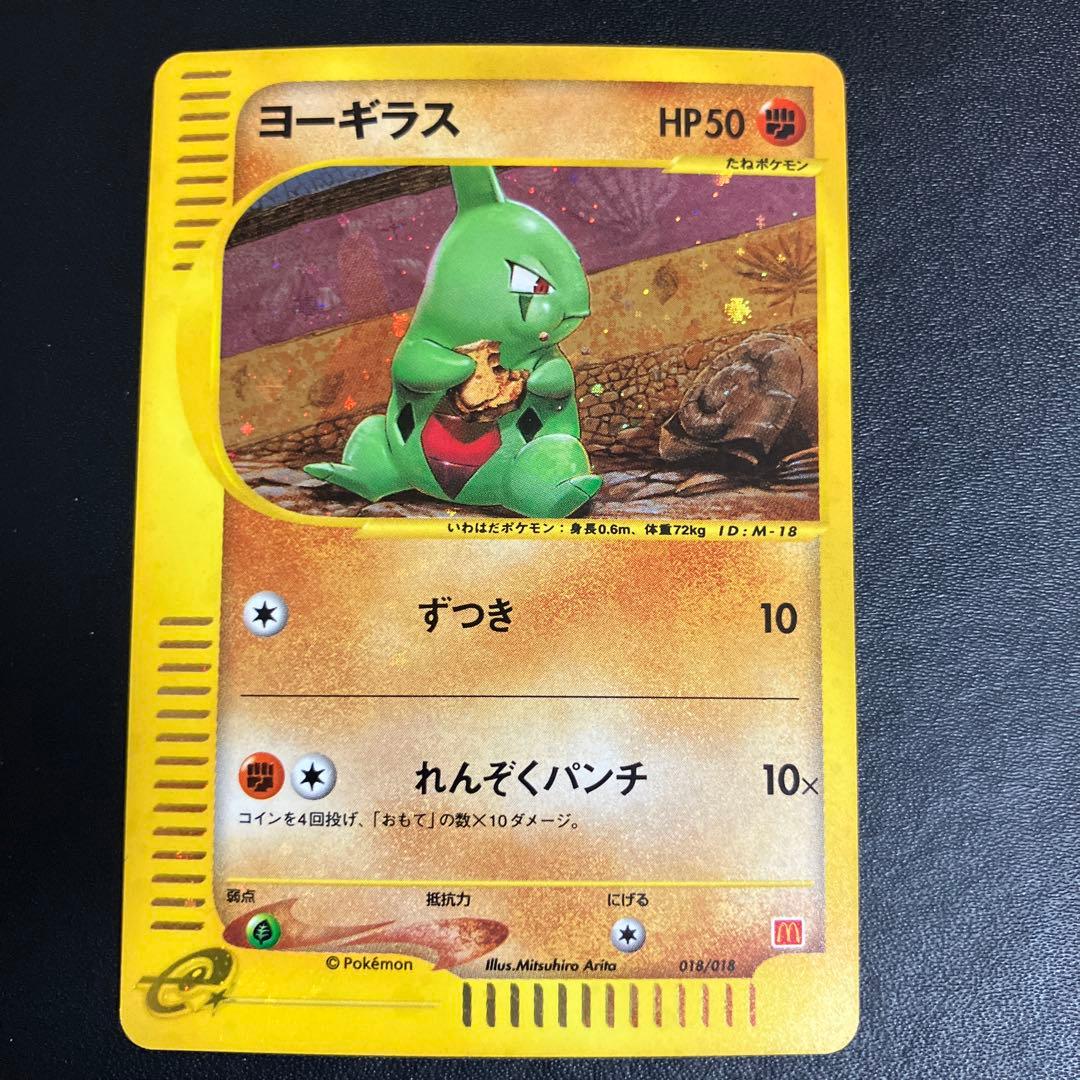 ヨーギラス HP50
たねポケモン
いわはだポケモン：身長0.6m、体重72kg ID:M-18
ずつき 10
れんぞくパンチ 10×
コインを4回投げ、「おもて」の数×10ダメージ。
弱点 抵抗力 にげる
©Pokémon Illus.Mitsuhiro Arita 018/018
e